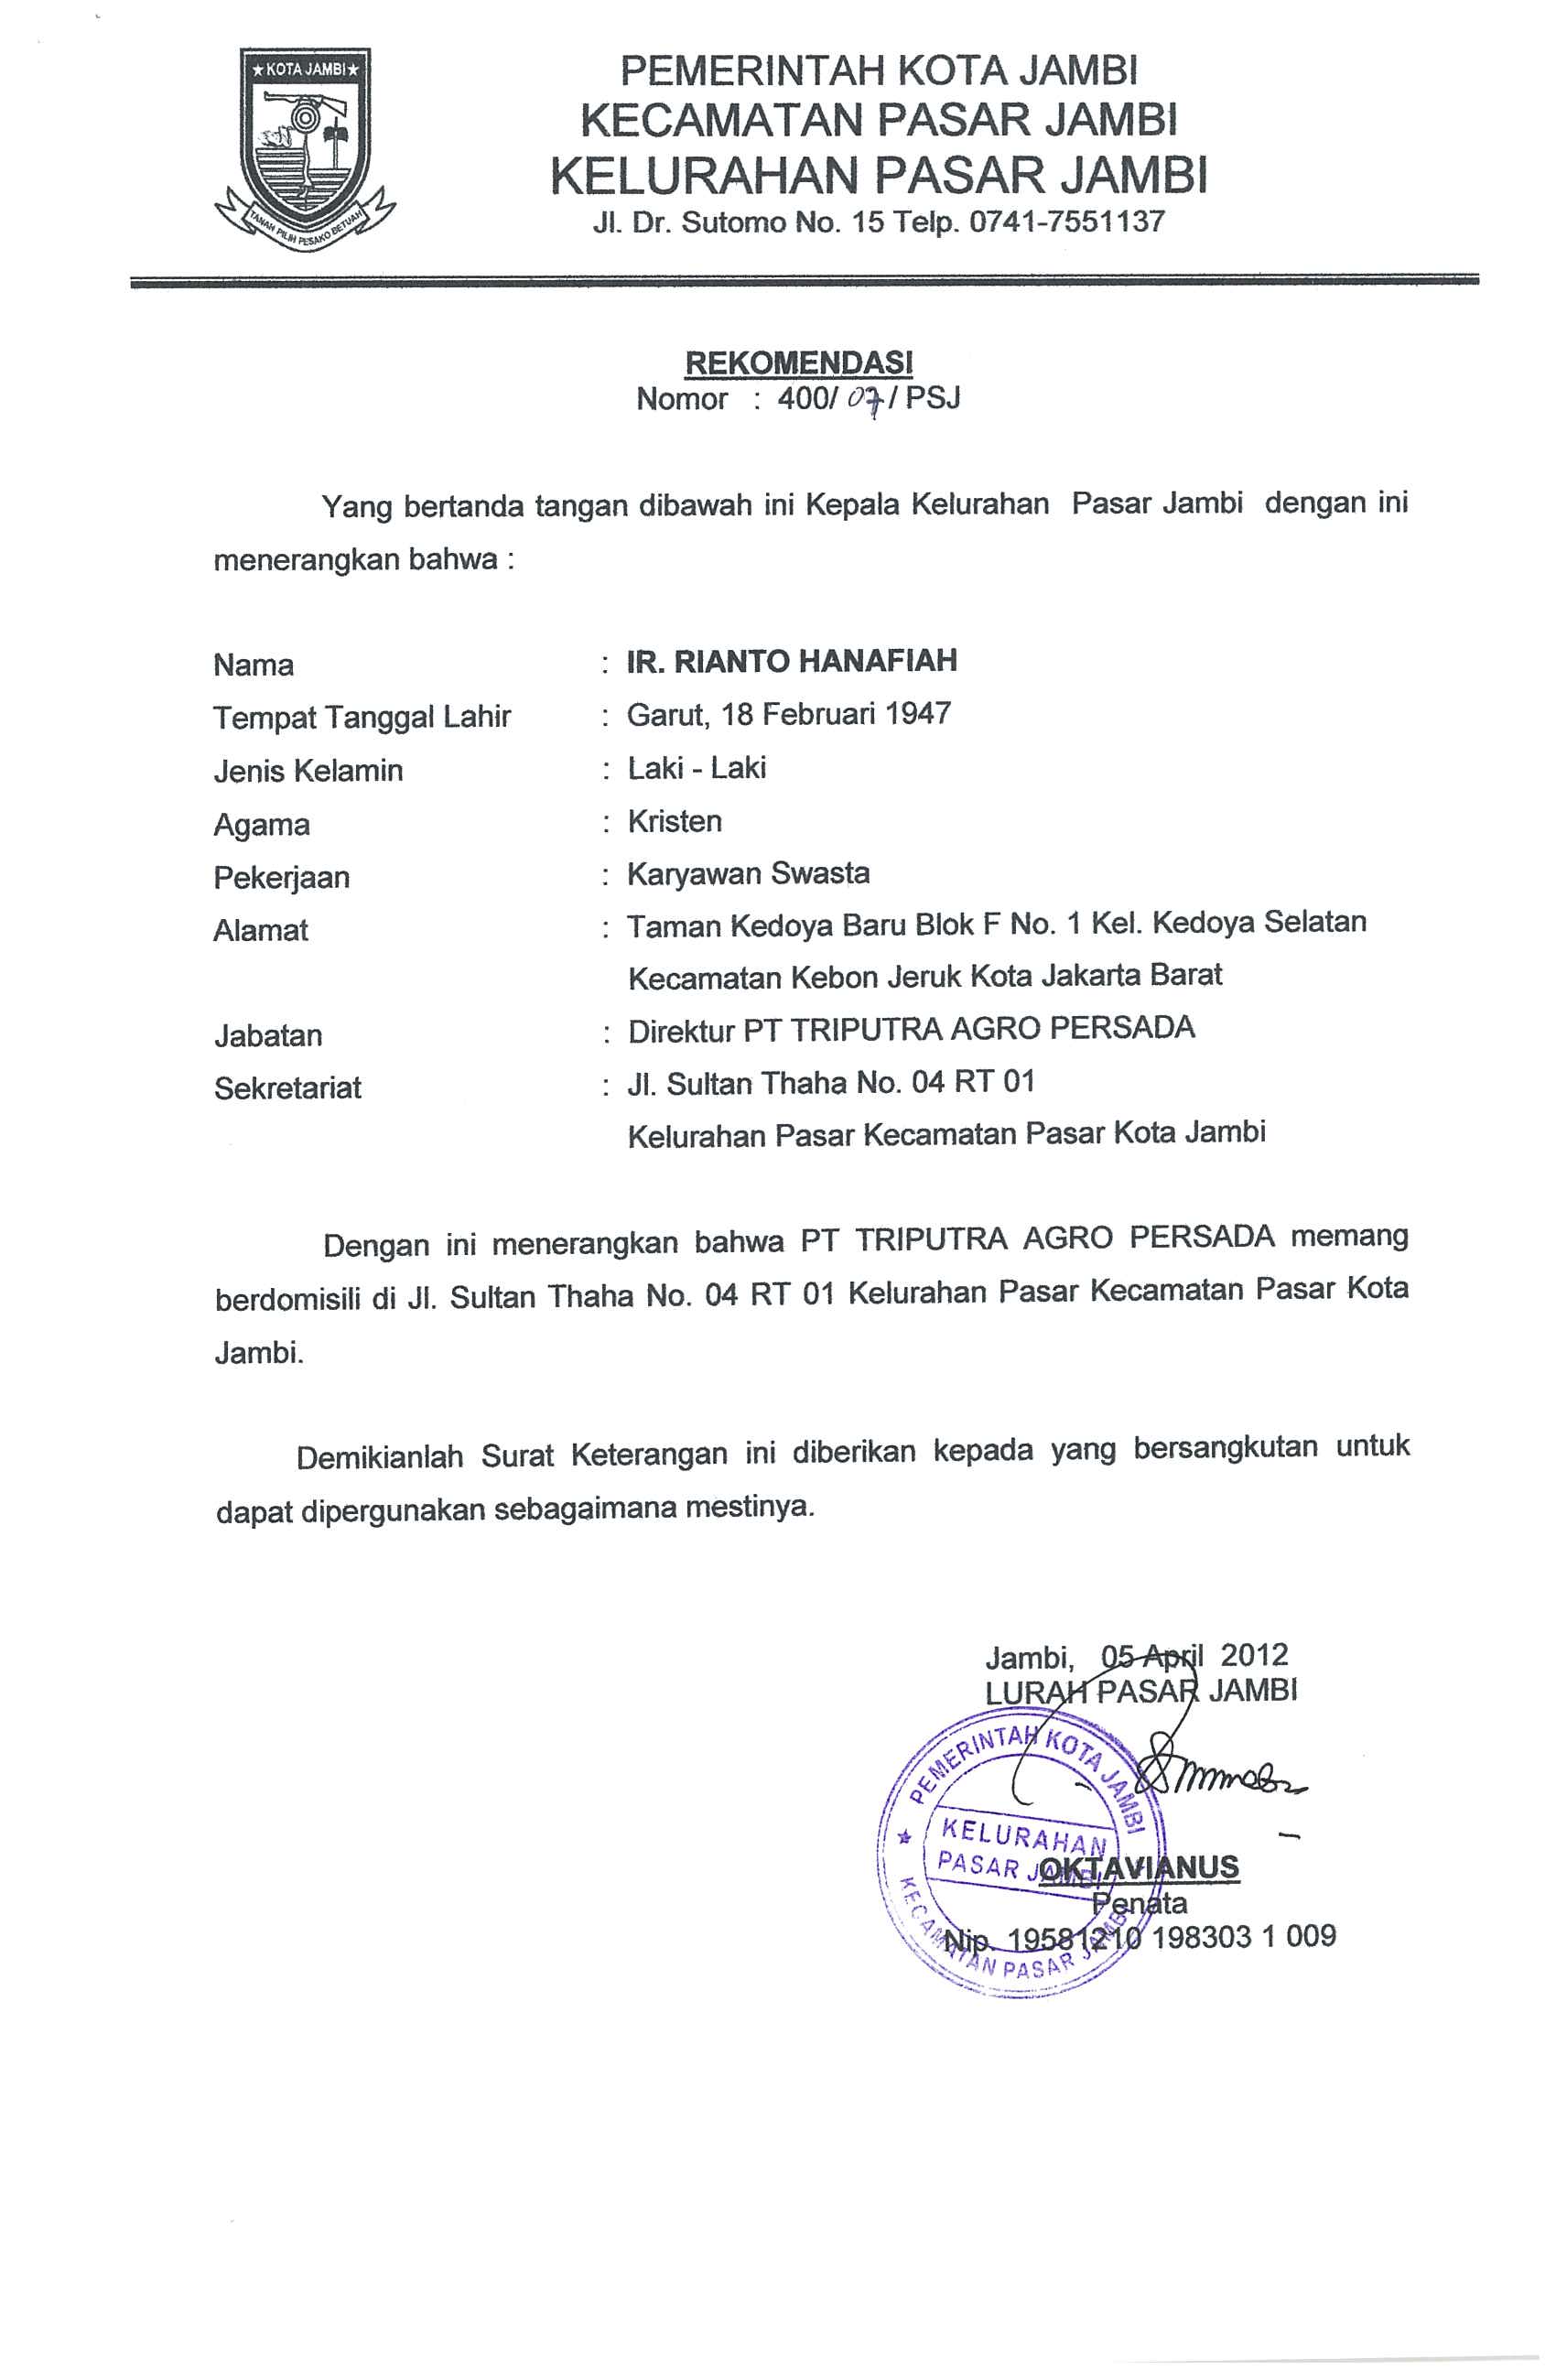 ★ KOTA JAMBI ★
TANAH PILIH PESAKO BETUAH
PEMERINTAH KOTA JAMBI
KECAMATAN PASAR JAMBI
KELURAHAN PASAR JAMBI
Jl. Dr. Sutomo No. 15 Telp. 0741-7551137
REKOMENDASI
Nomor : 400/ 07 / PSJ
Yang bertanda tangan dibawah ini Kepala Kelurahan Pasar Jambi dengan ini
menerangkan bahwa :
Nama : IR. RIANTO HANAFIAH
Tempat Tanggal Lahir : Garut, 18 Februari 1947
Jenis Kelamin : Laki - Laki
Agama : Kristen
Pekerjaan : Karyawan Swasta
Alamat : Taman Kedoya Baru Blok F No. 1 Kel. Kedoya Selatan
Kecamatan Kebon Jeruk Kota Jakarta Barat
Jabatan : Direktur PT TRIPUTRA AGRO PERSADA
Sekretariat : Jl. Sultan Thaha No. 04 RT 01
Kelurahan Pasar Kecamatan Pasar Kota Jambi
Dengan ini menerangkan bahwa PT TRIPUTRA AGRO PERSADA memang
berdomisili di Jl. Sultan Thaha No. 04 RT 01 Kelurahan Pasar Kecamatan Pasar Kota
Jambi.
Demikianlah Surat Keterangan ini diberikan kepada yang bersangkutan untuk
dapat dipergunakan sebagaimana mestinya.
Jambi, 05 April 2012
LURAH PASAR JAMBI
PEMERINTAH KOTA JAMBI
KELURAHAN
PASAR JAMBI
KECAMATAN PASAR JAMBI
OKTAVIANUS
Penata
Nip. 19581210 198303 1 009